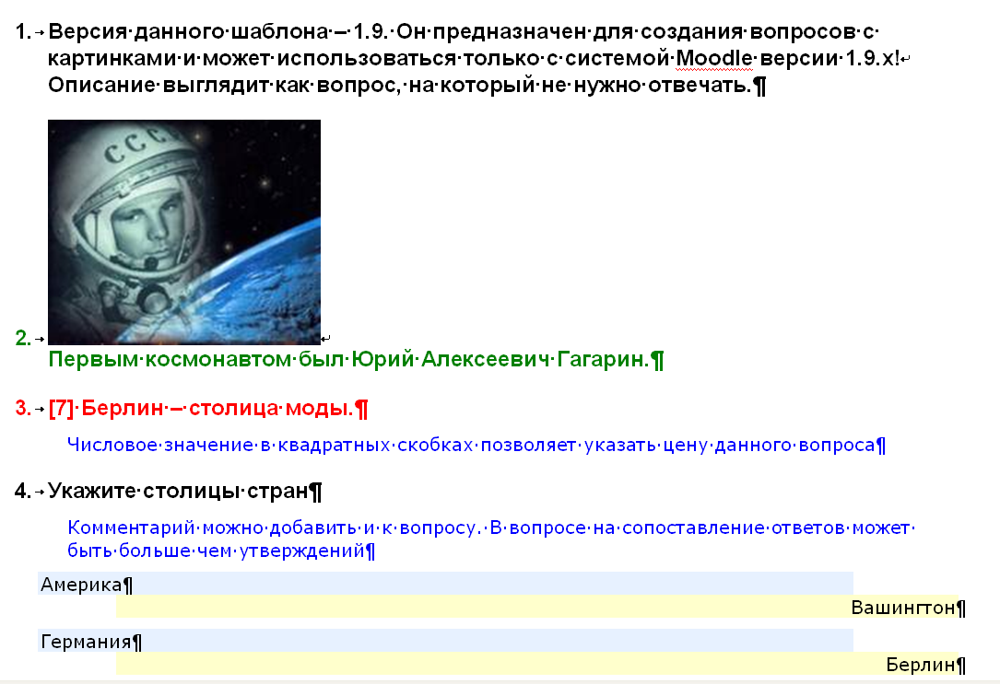 1. Версия данного шаблона – 1.9. Он предназначен для создания вопросов с
картинками и может использоваться только с системой Moodle версии 1.9.x!
Описание выглядит как вопрос, на который не нужно отвечать.
СССР
2.
Первым космонавтом был Юрий Алексеевич Гагарин.
3. [7] Берлин – столица моды.
Числовое значение в квадратных скобках позволяет указать цену данного вопроса
4. Укажите столицы стран
Комментарий можно добавить и к вопросу. В вопросе на сопоставление ответов может
быть больше чем утверждений
Америка
Вашингтон
Германия
Берлин